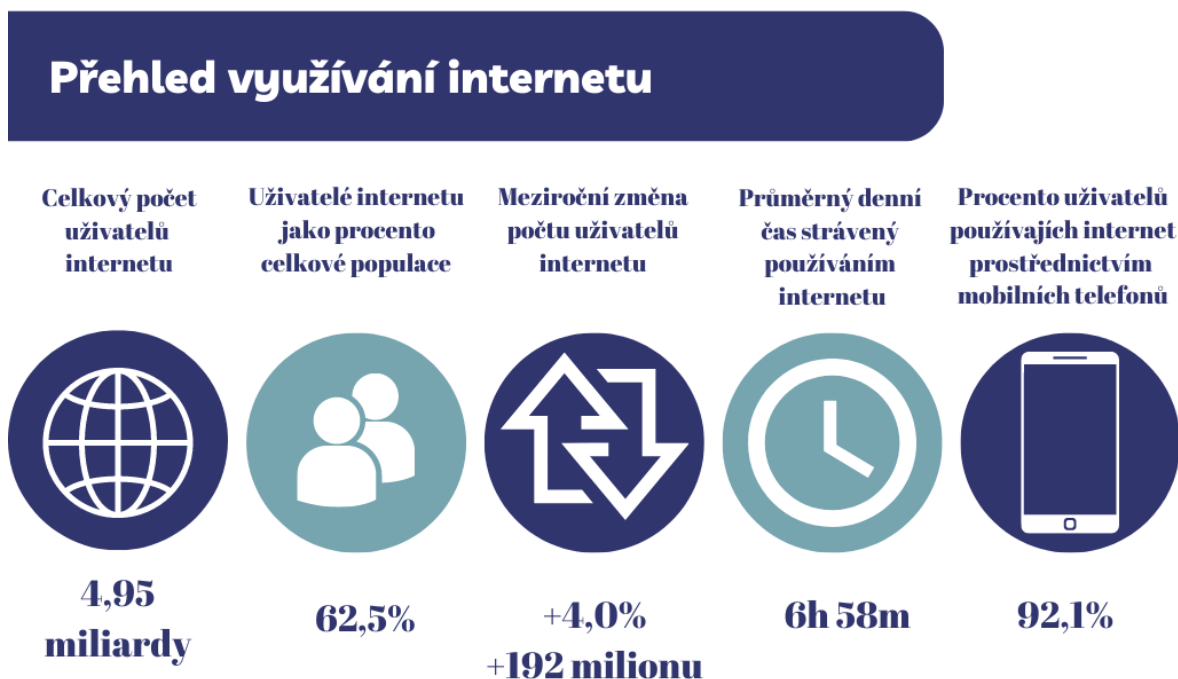 Přehled využívání internetu
Celkový počet
uživatelů
internetu
Uživatelé internetu
jako procento
celkové populace
Meziroční změna
počtu uživatelů
internetu
Průměrný denní
čas strávený
používáním
internetu
Procento uživatelů
používajích internet
prostřednictvím
mobilních telefonů
4,95
miliardy
62,5%
+4,0%
+192 milionu
6h 58m
92,1%